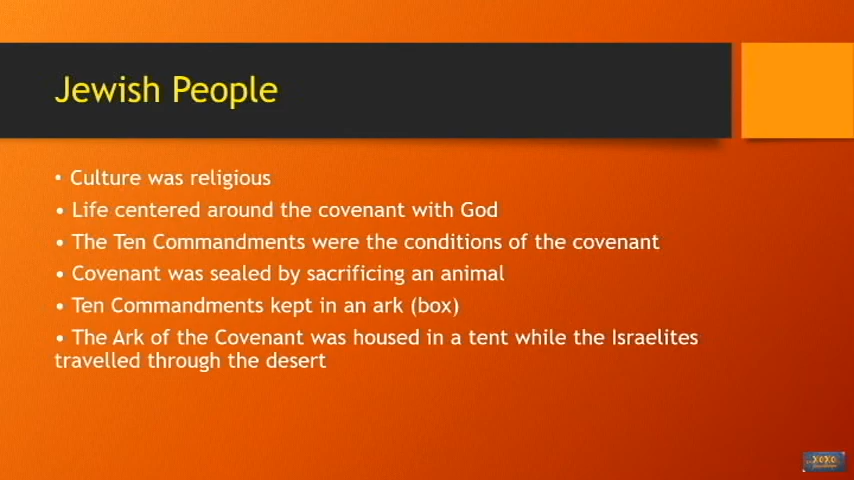 Jewish People
• Culture was religious
• Life centered around the covenant with God
• The Ten Commandments were the conditions of the covenant
• Covenant was sealed by sacrificing an animal
• Ten Commandments kept in an ark (box)
• The Ark of the Covenant was housed in a tent while the Israelites
travelled through the desert